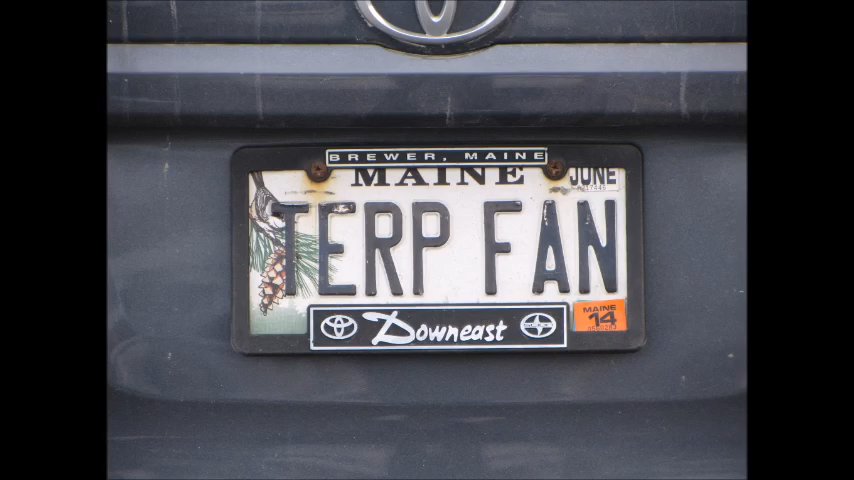 BREWER, MAINE
MAINE
JUNE
TERP FAN
Downeast
MAINE
14